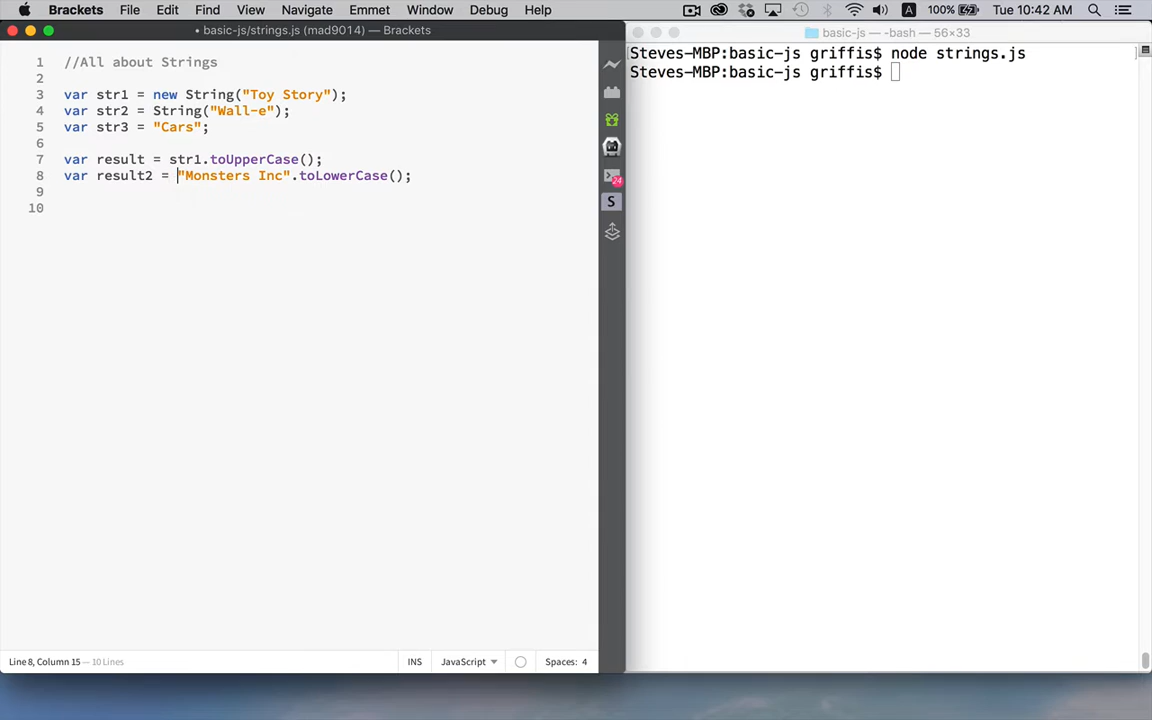 Brackets File Edit Find View Navigate Emmet Window Debug Help A 100% Tue 10:42 AM
• basic-js/strings.js (mad9014) — Brackets
basic-js — -bash — 56×33
1 //All about Strings
2
3 var str1 = new String("Toy Story");
4 var str2 = String("Wall-e");
5 var str3 = "Cars";
6
7 var result = str1.toUpperCase();
8 var result2 = "Monsters Inc".toLowerCase();
9
10
24
S
[Steves-MBP:basic-js griffis$ node strings.js ]
Steves-MBP:basic-js griffis$
Line 8, Column 15 — 10 Lines INS JavaScript Spaces: 4